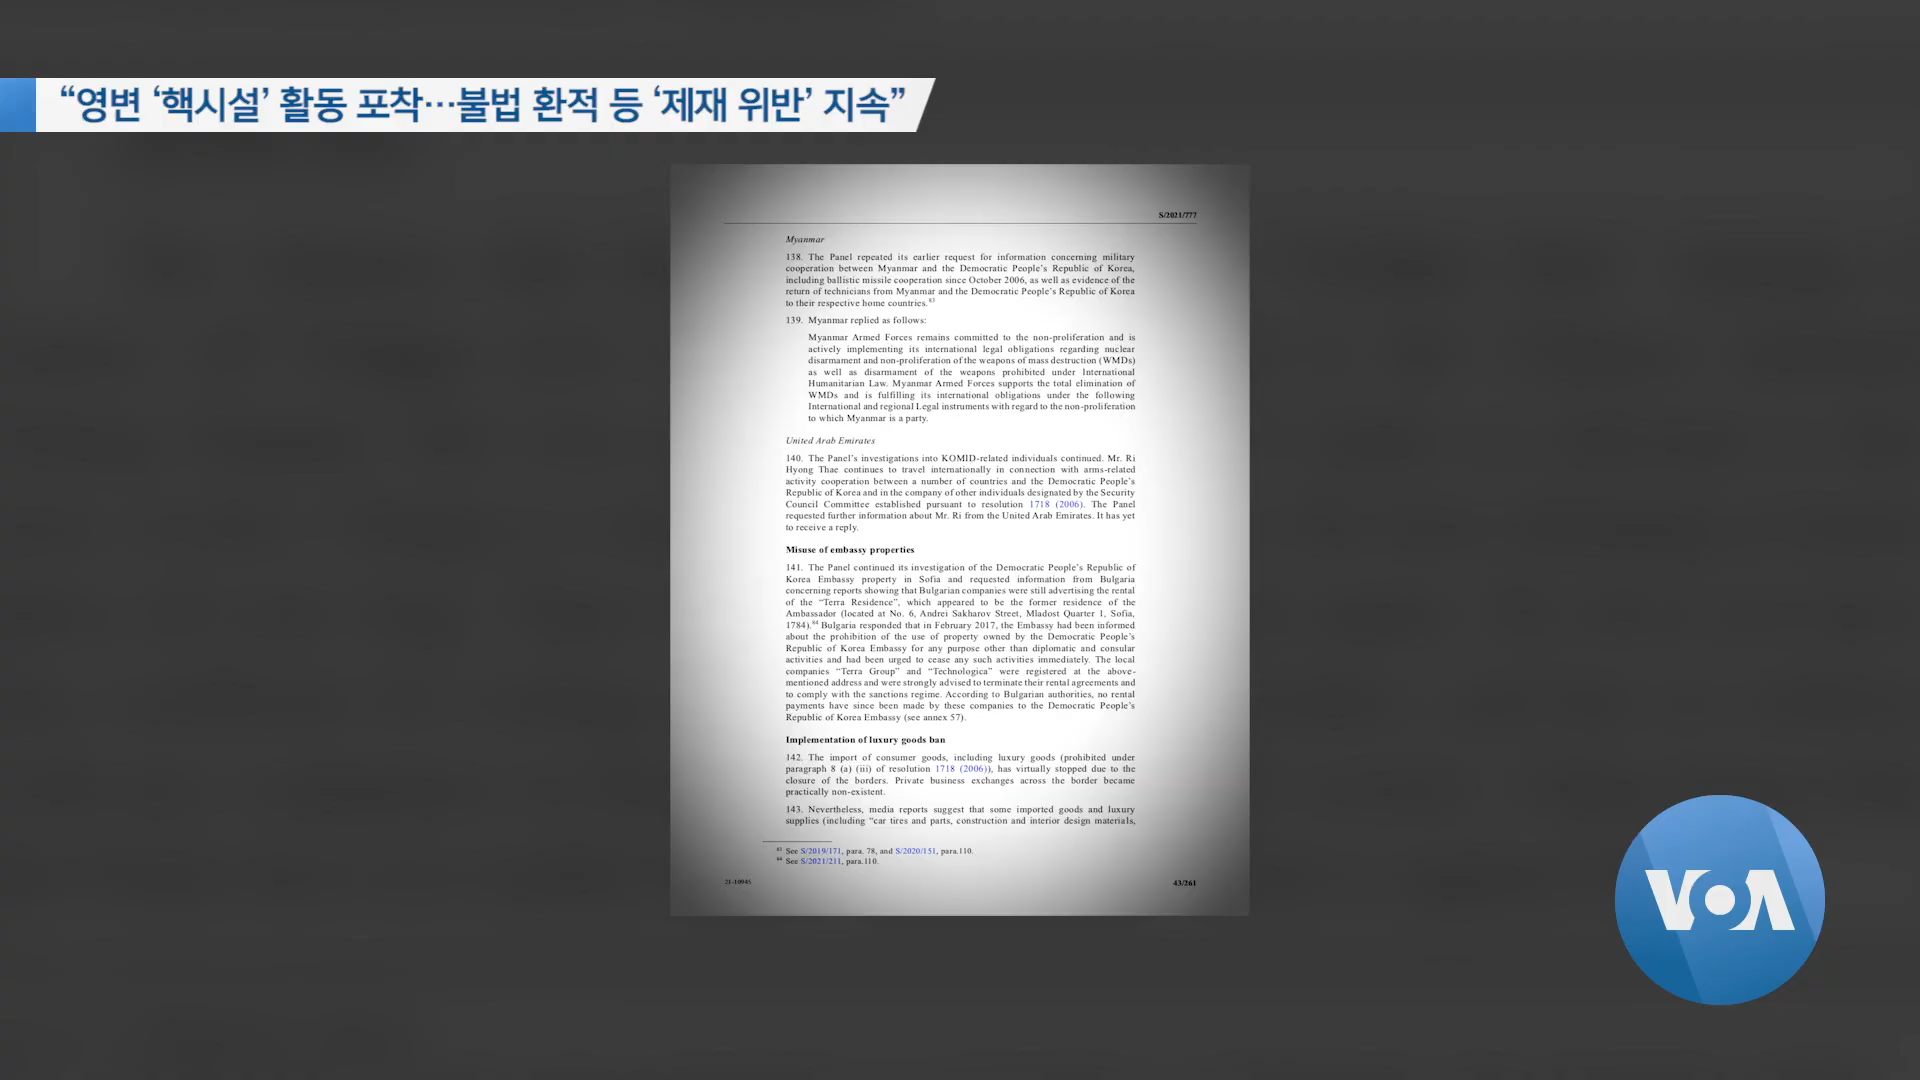 “영변 ‘핵시설’ 활동 포착…불법 환적 등 ‘제재 위반’ 지속”
S/2021/777
Myanmar
138. The Panel repeated its earlier request for information concerning military
cooperation between Myanmar and the Democratic People’s Republic of Korea,
including ballistic missile cooperation since October 2006, as well as evidence of the
return of technicians from Myanmar and the Democratic People’s Republic of Korea
to their respective home countries.83
139. Myanmar replied as follows:
Myanmar Armed Forces remains committed to the non-proliferation and is
actively implementing its international legal obligations regarding nuclear
disarmament and non-proliferation of the weapons of mass destruction (WMDs)
as well as disarmament of the weapons prohibited under International
Humanitarian Law. Myanmar Armed Forces supports the total elimination of
WMDs and is fulfilling its international obligations under the following
International and regional Legal instruments with regard to the non-proliferation
to which Myanmar is a party.
United Arab Emirates
140. The Panel’s investigations into KOMID-related individuals continued. Mr. Ri
Hyong Thae continues to travel internationally in connection with arms-related
activity cooperation between a number of countries and the Democratic People’s
Republic of Korea and in the company of other individuals designated by the Security
Council Committee established pursuant to resolution 1718 (2006). The Panel
requested further information about Mr. Ri from the United Arab Emirates. It has yet
to receive a reply.
Misuse of embassy properties
141. The Panel continued its investigation of the Democratic People’s Republic of
Korea Embassy property in Sofia and requested information from Bulgaria
concerning reports showing that Bulgarian companies were still advertising the rental
of the “Terra Residence”, which appeared to be the former residence of the
Ambassador (located at No. 6, Andrei Sakharov Street, Mladost Quarter 1, Sofia,
1784).84 Bulgaria responded that in February 2017, the Embassy had been informed
about the prohibition of the use of property owned by the Democratic People’s
Republic of Korea Embassy for any purpose other than diplomatic and consular
activities and had been urged to cease any such activities immediately. The local
companies “Terra Group” and “Technologica” were registered at the above-
mentioned address and were strongly advised to terminate their rental agreements and
to comply with the sanctions regime. According to Bulgarian authorities, no rental
payments have since been made by these companies to the Democratic People’s
Republic of Korea Embassy (see annex 57).
Implementation of luxury goods ban
142. The import of consumer goods, including luxury goods (prohibited under
paragraph 8 (a) (iii) of resolution 1718 (2006)), has virtually stopped due to the
closure of the borders. Private business exchanges across the border became
practically non-existent.
143. Nevertheless, media reports suggest that some imported goods and luxury
supplies (including “car tires and parts, construction and interior design materials,
83 See S/2019/171, para. 78, and S/2020/151, para.110.
84 See S/2021/211, para.110.
21-10945
43/261
VOA